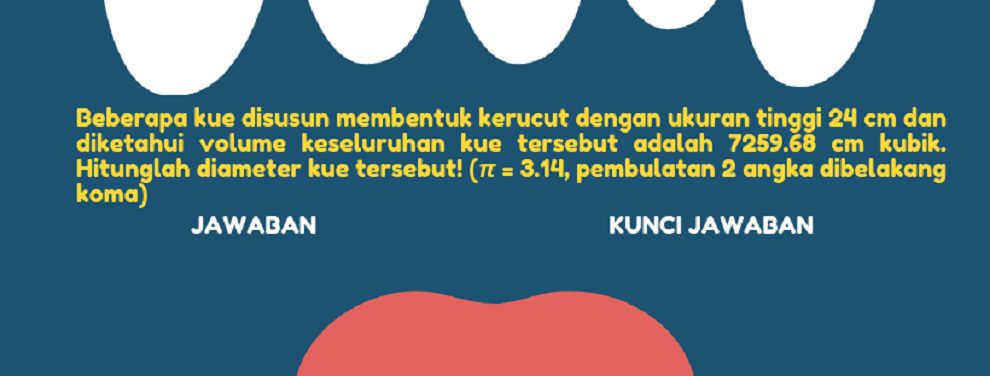 Beberapa kue disusun membentuk kerucut dengan ukuran tinggi 24 cm dan
diketahui volume keseluruhan kue tersebut adalah 7259.68 cm kubik.
Hitunglah diameter kue tersebut! (π = 3.14, pembulatan 2 angka dibelakang
koma)
JAWABAN
KUNCI JAWABAN